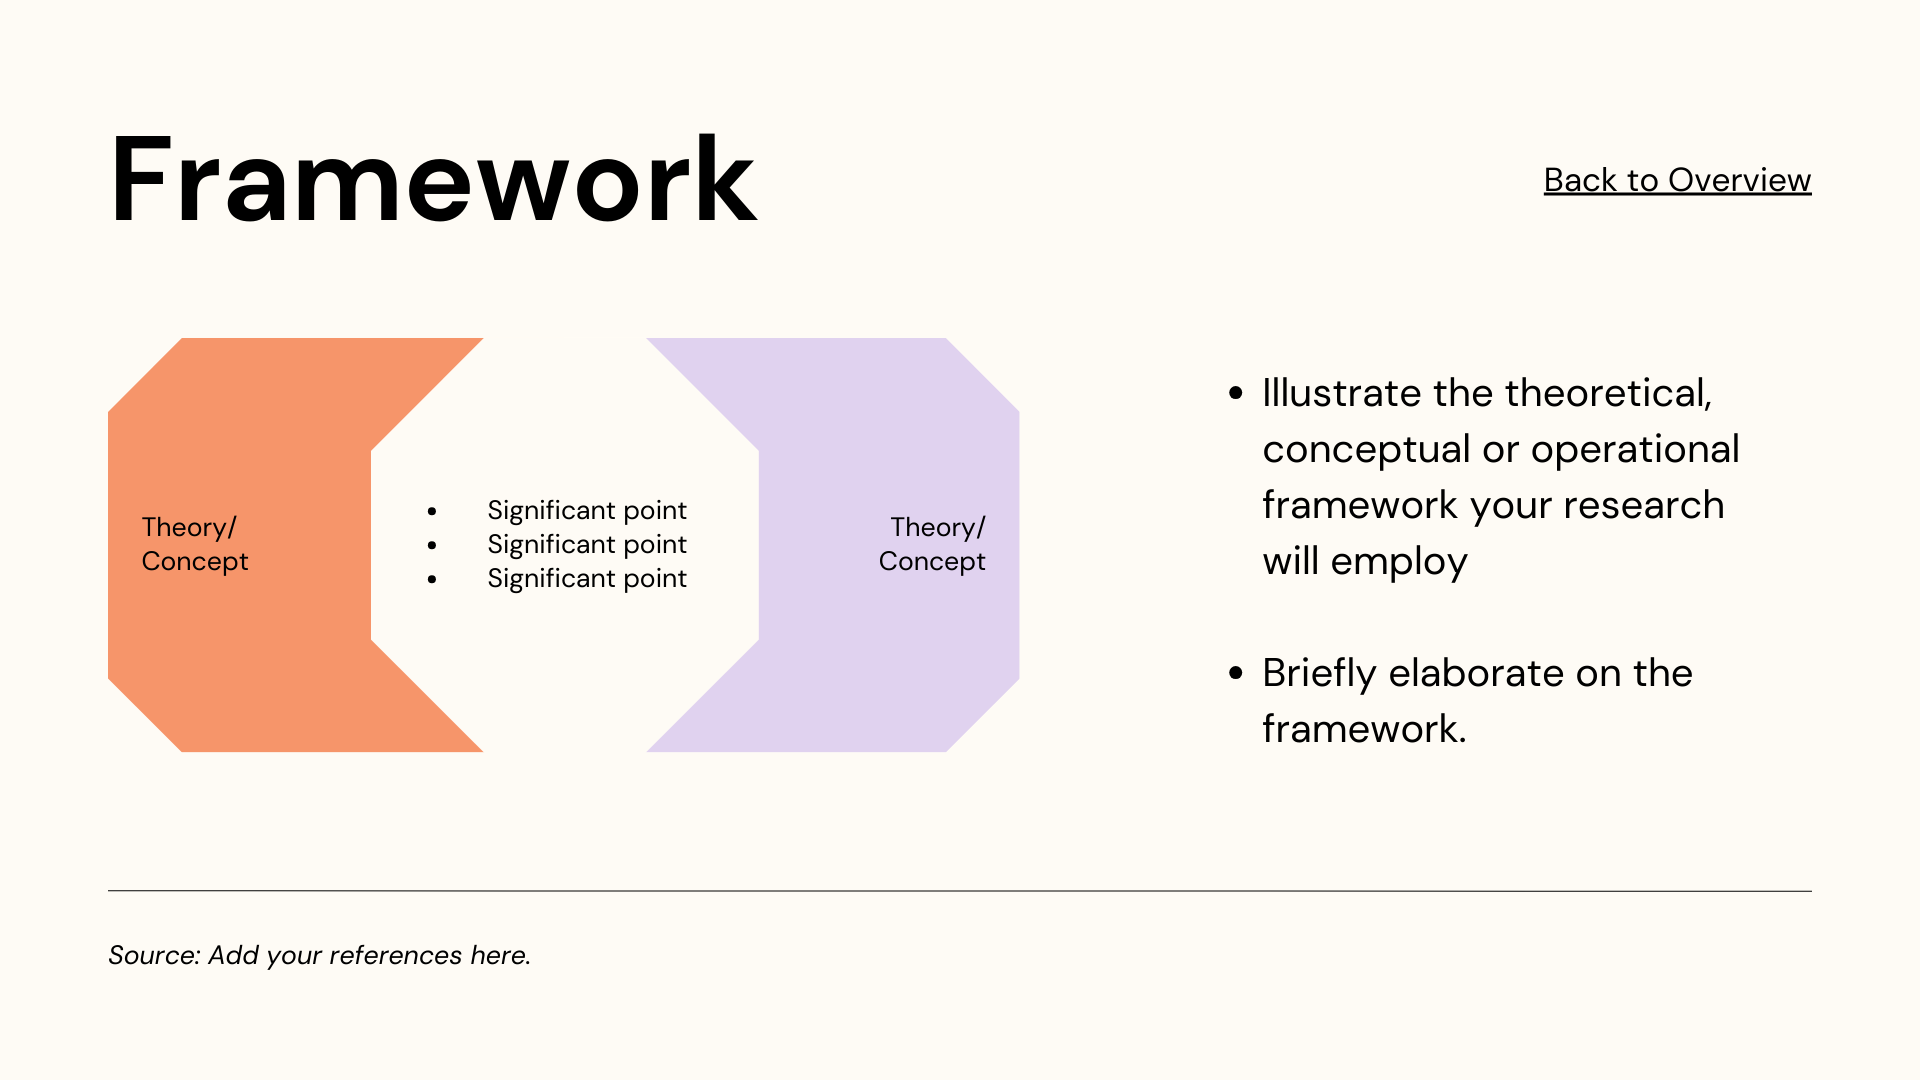 Framework
Back to Overview
Theory/
Concept
• Significant point
• Significant point
• Significant point
Theory/
Concept
• Illustrate the theoretical,
conceptual or operational
framework your research
will employ
• Briefly elaborate on the
framework.
Source: Add your references here.